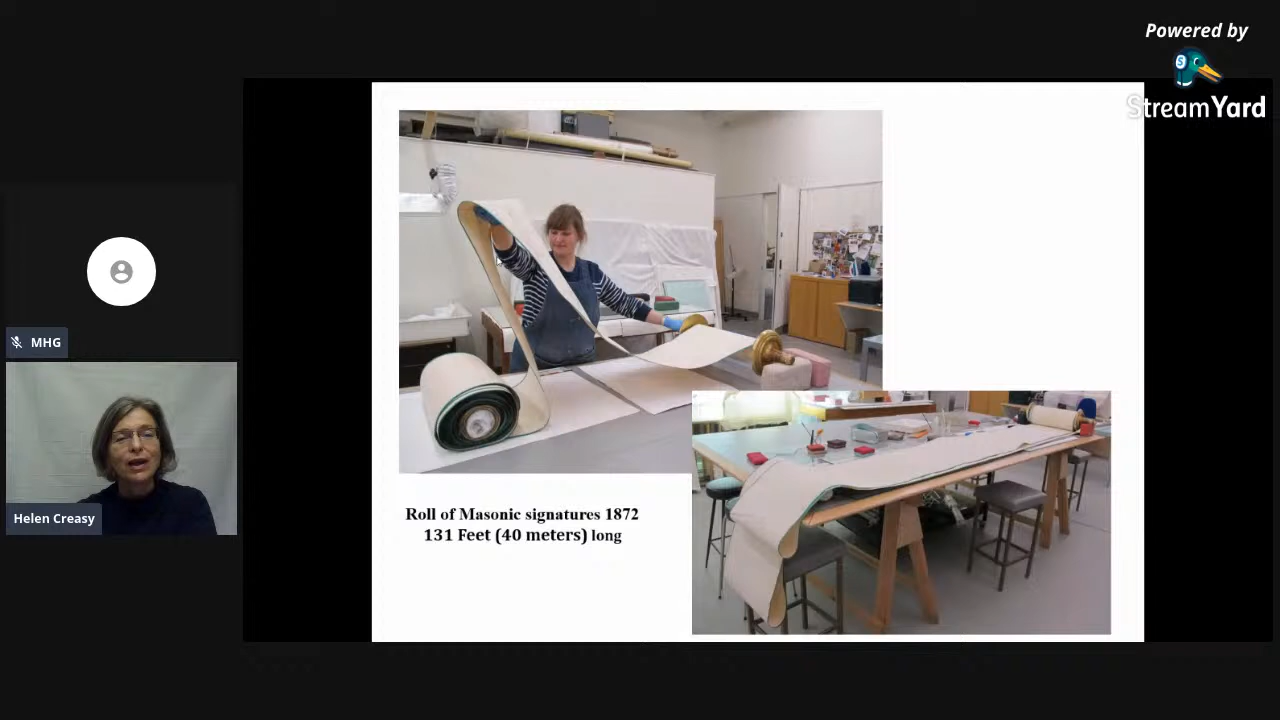 Powered by
StreamYard
MHG
Helen Creasy
Roll of Masonic signatures 1872
131 Feet (40 meters) long